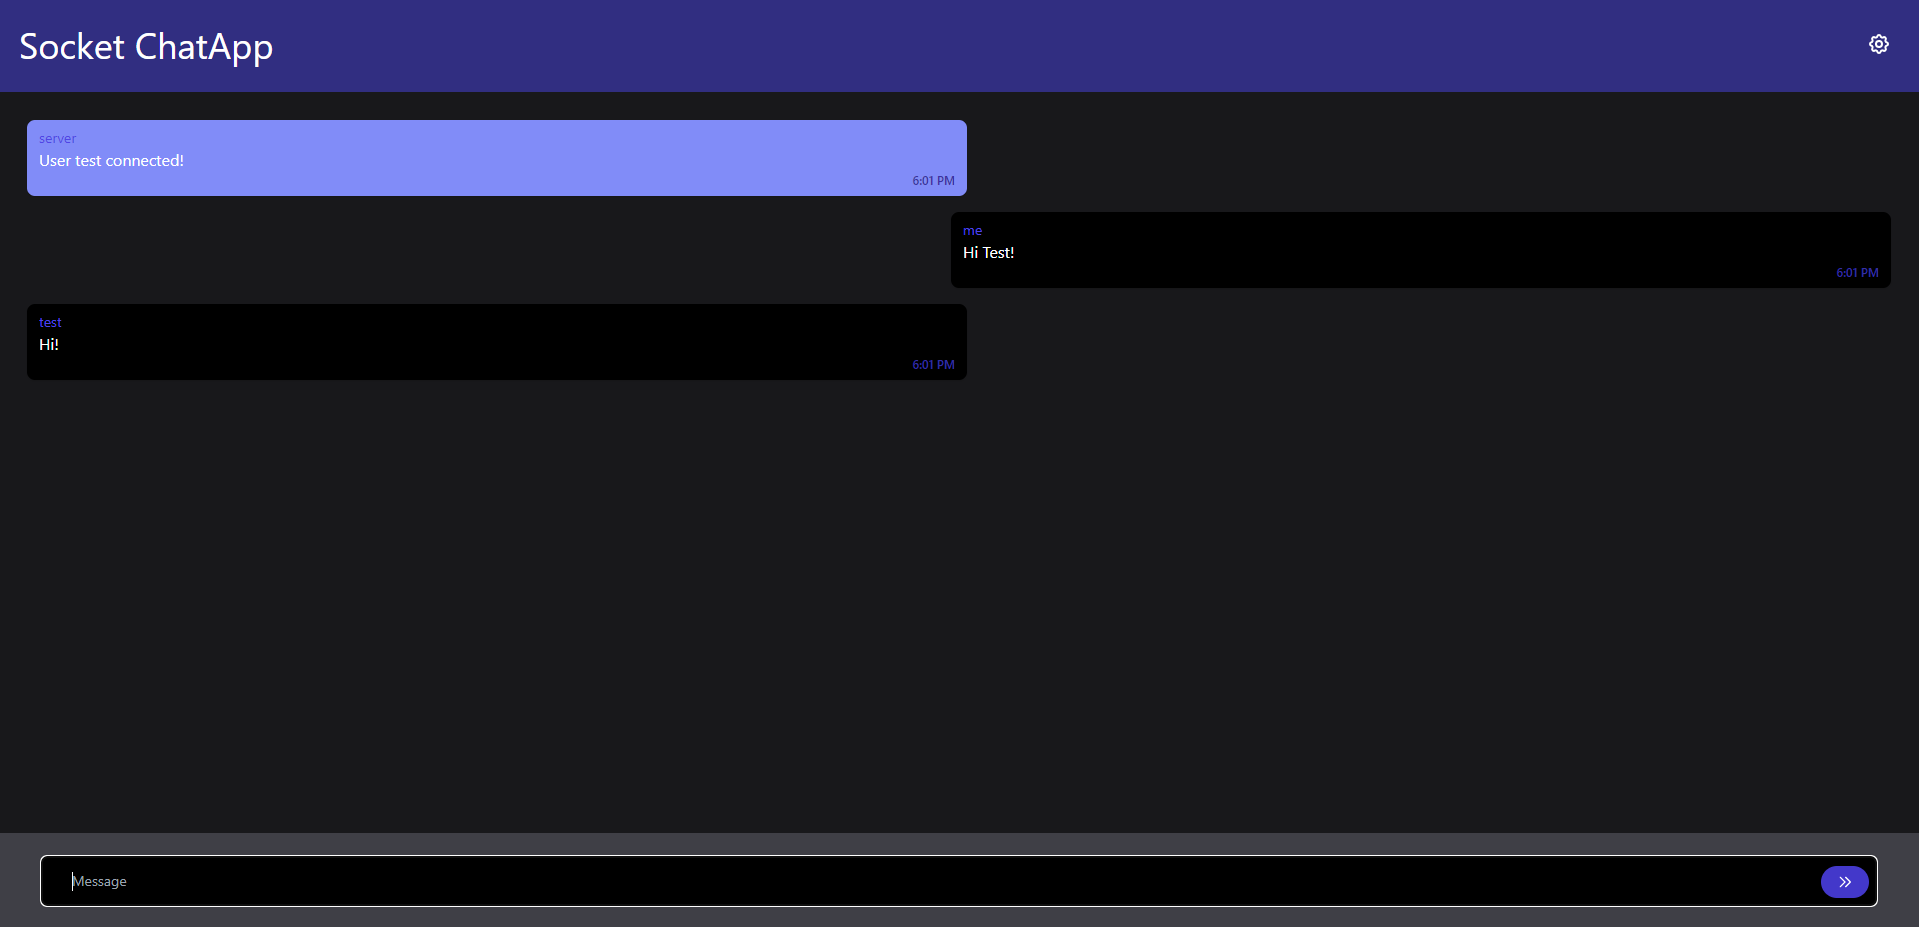 Socket ChatApp
server
User test connected!
6:01 PM
me
Hi Test!
6:01 PM
test
Hi!
6:01 PM
Message